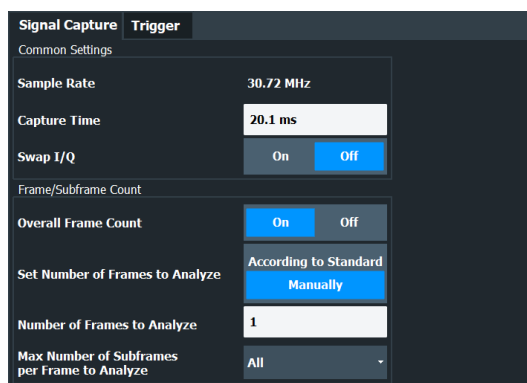 Signal Capture Trigger
Common Settings
Sample Rate 30.72 MHz
Capture Time 20.1 ms
Swap I/Q On Off
Frame/Subframe Count
Overall Frame Count On Off
According to Standard
Set Number of Frames to Analyze
Manually
Number of Frames to Analyze 1
Max Number of Subframes
per Frame to Analyze All